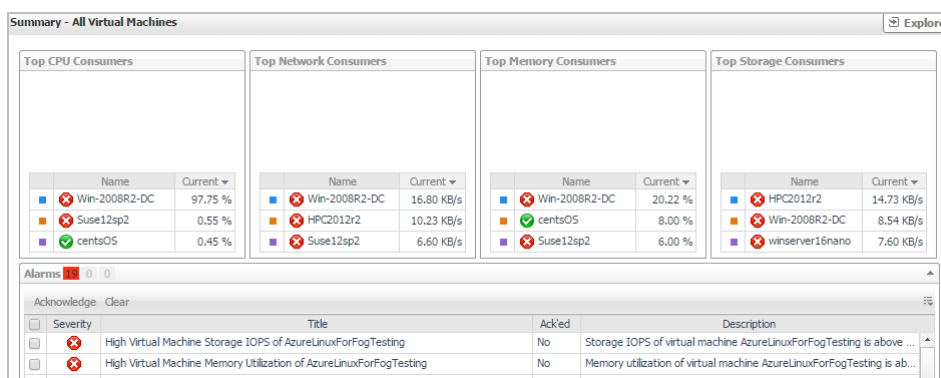 Summary - All Virtual Machines
Explore
Top CPU Consumers
Name Current
Win-2008R2-DC 97.75 %
Suse12sp2 0.55 %
centsOS 0.45 %
Top Network Consumers
Name Current
Win-2008R2-DC 16.80 KB/s
HPC2012r2 10.23 KB/s
Suse12sp2 6.60 KB/s
Top Memory Consumers
Name Current
Win-2008R2-DC 20.22 %
centsOS 8.00 %
Suse12sp2 6.00 %
Top Storage Consumers
Name Current
HPC2012r2 14.73 KB/s
Win-2008R2-DC 8.54 KB/s
winserver16nano 7.60 KB/s
Alarms 19 0 0
Acknowledge Clear
Severity Title Ack'ed Description
High Virtual Machine Storage IOPS of AzureLinuxForFogTesting No Storage IOPS of virtual machine AzureLinuxForFogTesting is above ...
High Virtual Machine Memory Utilization of AzureLinuxForFogTesting No Memory utilization of virtual machine AzureLinuxForFogTesting is ab...